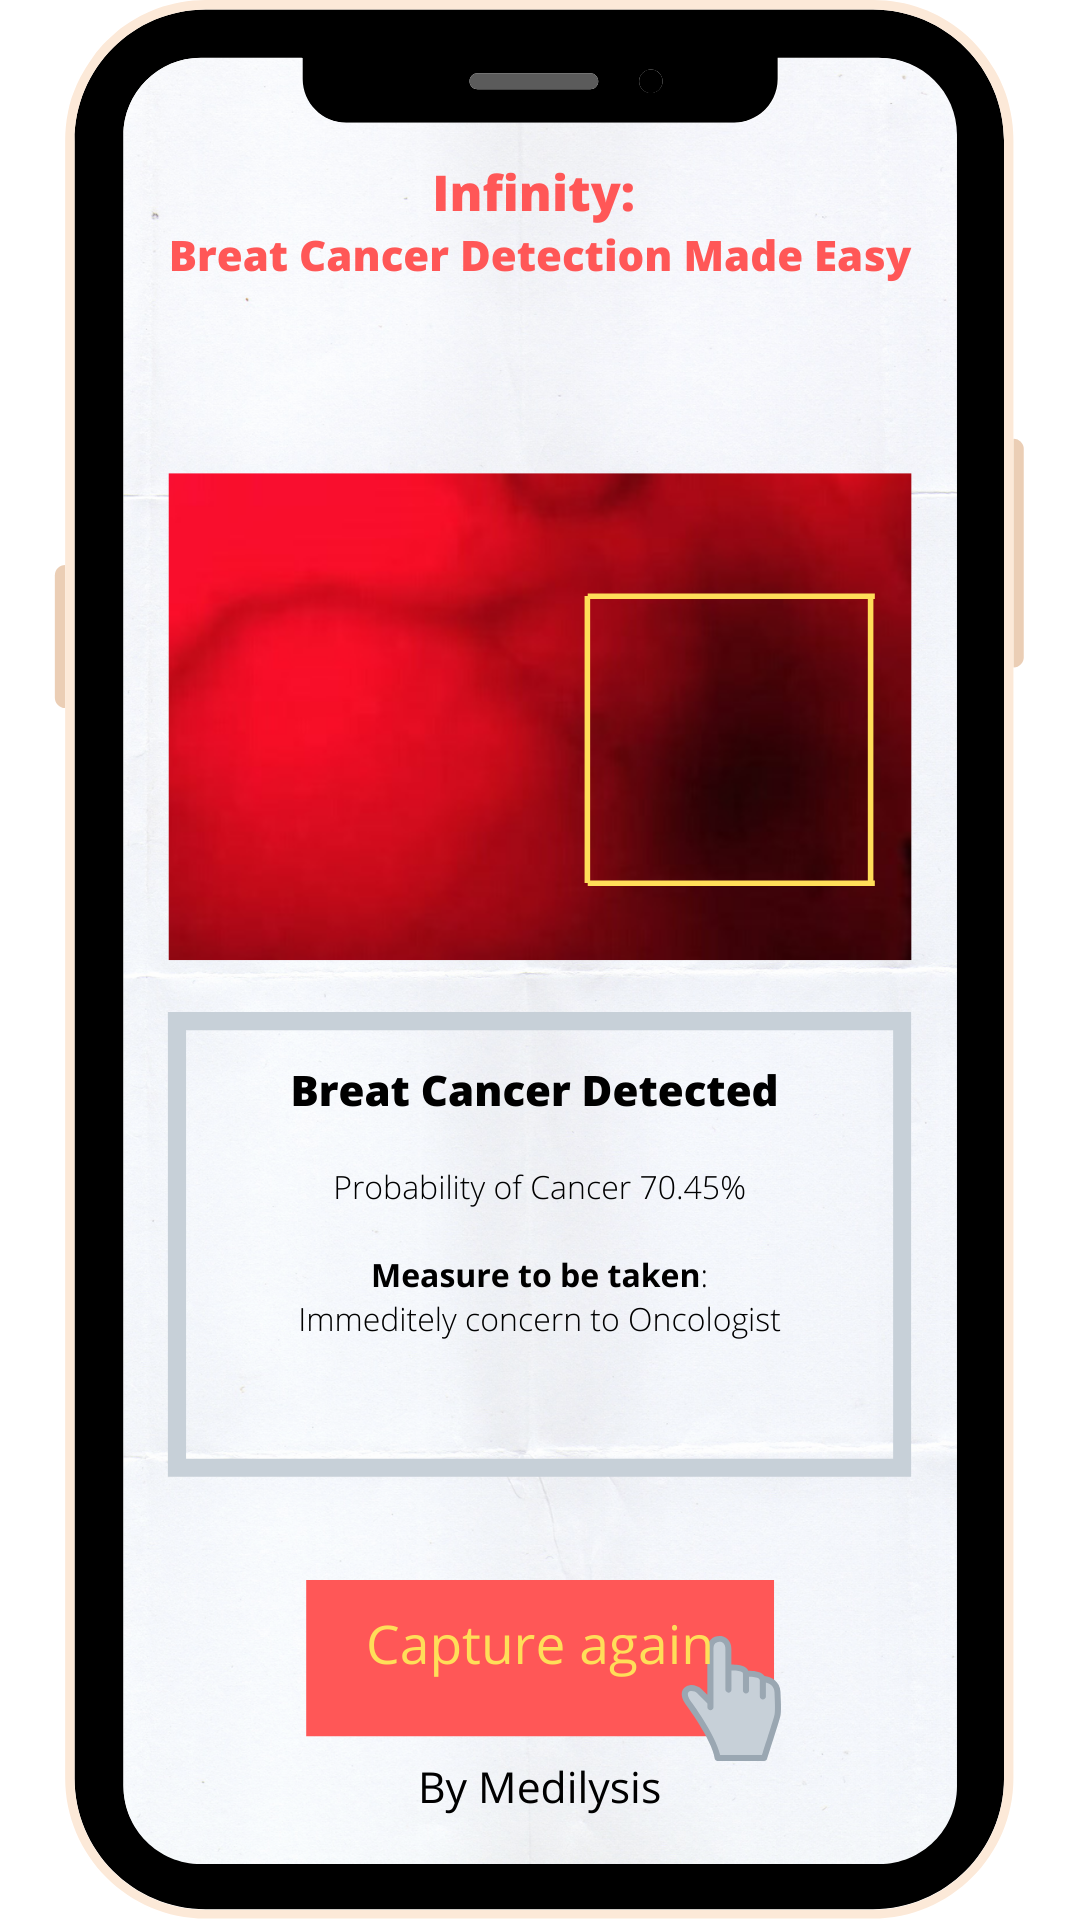 Infinity:
Breat Cancer Detection Made Easy
Breat Cancer Detected
Probability of Cancer 70.45%
Measure to be taken:
Immeditely concern to Oncologist
Capture again
By Medilysis